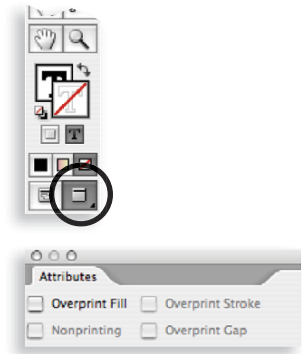 T
T
T
Attributes
Overprint Fill Overprint Stroke
Nonprinting Overprint Gap